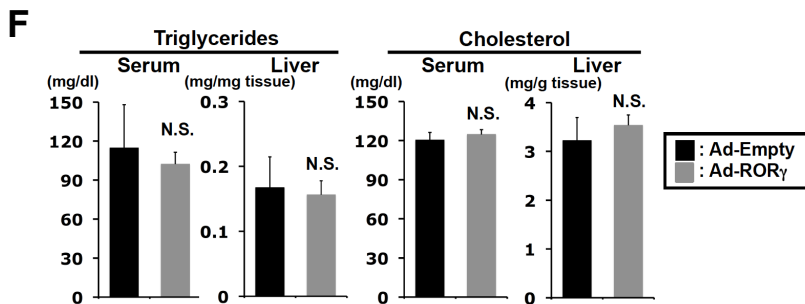 F
Triglycerides
Cholesterol
Serum
Liver
Serum
Liver
(mg/dl)
(mg/mg tissue)
(mg/dl)
(mg/g tissue)
150
120
90
60
30
0
N.S.
0.3
0.2
0.1
0
N.S.
150
120
90
60
30
0
N.S.
4
3
2
1
0
N.S.
: Ad-Empty
: Ad-RORγ